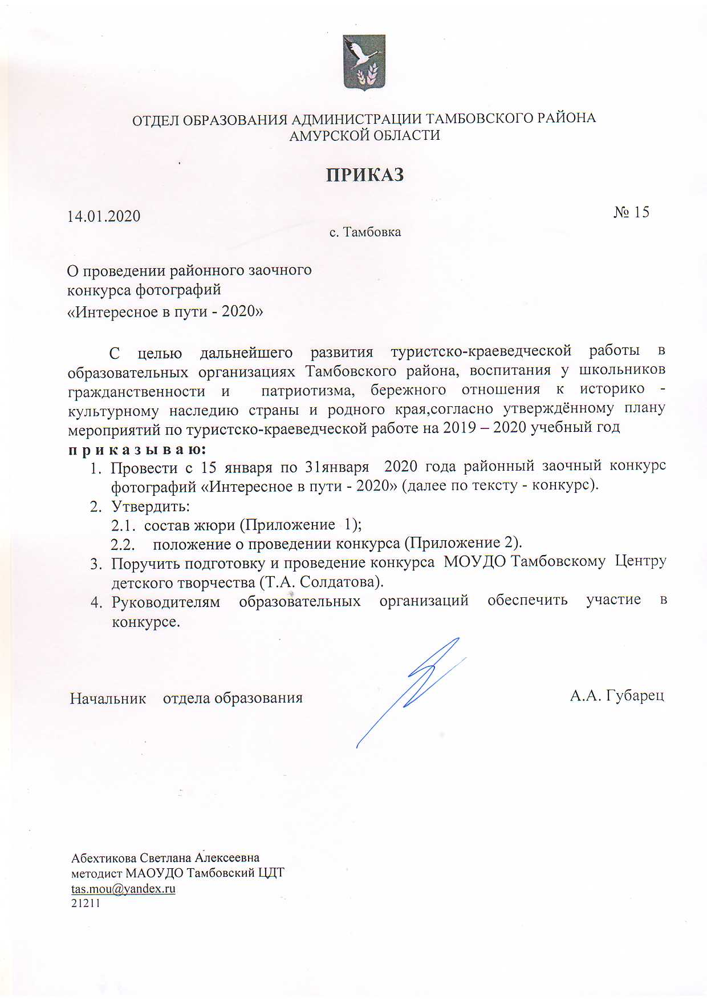 ОТДЕЛ ОБРАЗОВАНИЯ АДМИНИСТРАЦИИ ТАМБОВСКОГО РАЙОНА
АМУРСКОЙ ОБЛАСТИ
ПРИКАЗ
14.01.2020 № 15
с. Тамбовка
О проведении районного заочного
конкурса фотографий
«Интересное в пути - 2020»
С целью дальнейшего развития туристско-краеведческой работы в
образовательных организациях Тамбовского района, воспитания у школьников
гражданственности и патриотизма, бережного отношения к историко -
культурному наследию страны и родного края,согласно утверждённому плану
мероприятий по туристско-краеведческой работе на 2019 – 2020 учебный год
п р и к а з ы в а ю:
1. Провести с 15 января по 31января 2020 года районный заочный конкурс
фотографий «Интересное в пути - 2020» (далее по тексту - конкурс).
2. Утвердить:
2.1. состав жюри (Приложение 1);
2.2. положение о проведении конкурса (Приложение 2).
3. Поручить подготовку и проведение конкурса МОУДО Тамбовскому Центру
детского творчества (Т.А. Солдатова).
4. Руководителям образовательных организаций обеспечить участие в
конкурсе.
Начальник отдела образования А.А. Губарец
Абехтикова Светлана Алексеевна
методист МАОУДО Тамбовский ЦДТ
tas.mou@yandex.ru
21211